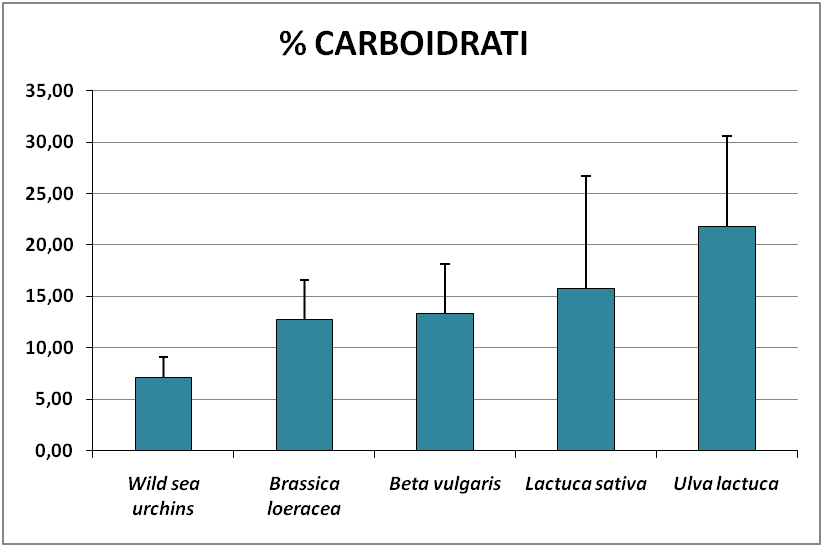 % CARBOIDRATI
35,00
30,00
25,00
20,00
15,00
10,00
5,00
0,00
Wild sea
urchins
Brassica
loeracea
Beta vulgaris
Lactuca sativa
Ulva lactuca